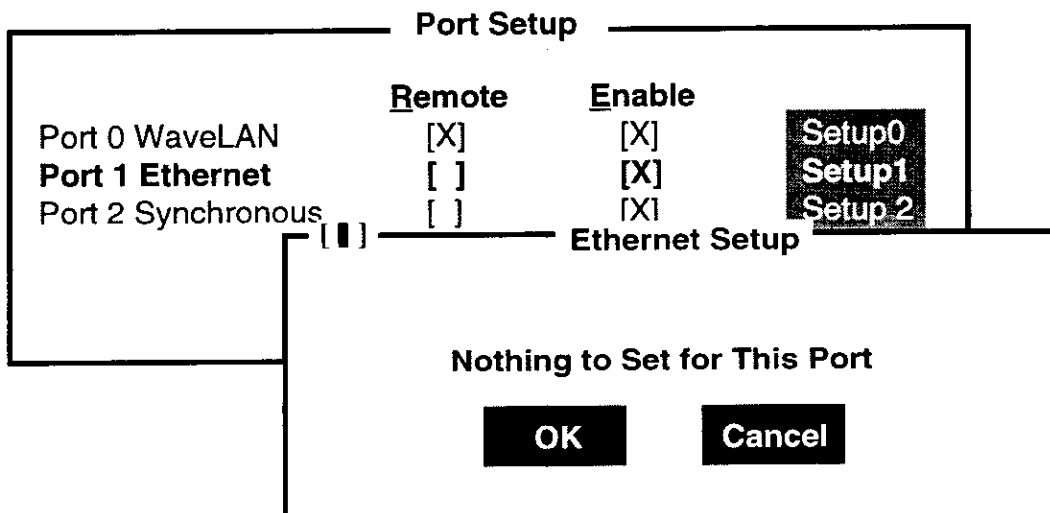 Port Setup
Remote Enable
Port 0 WaveLAN [X] [X] Setup0
Port 1 Ethernet [ ] [X] Setup1
Port 2 Synchronous [ ] [X] Setup 2
[▮] Ethernet Setup
Nothing to Set for This Port
OK Cancel